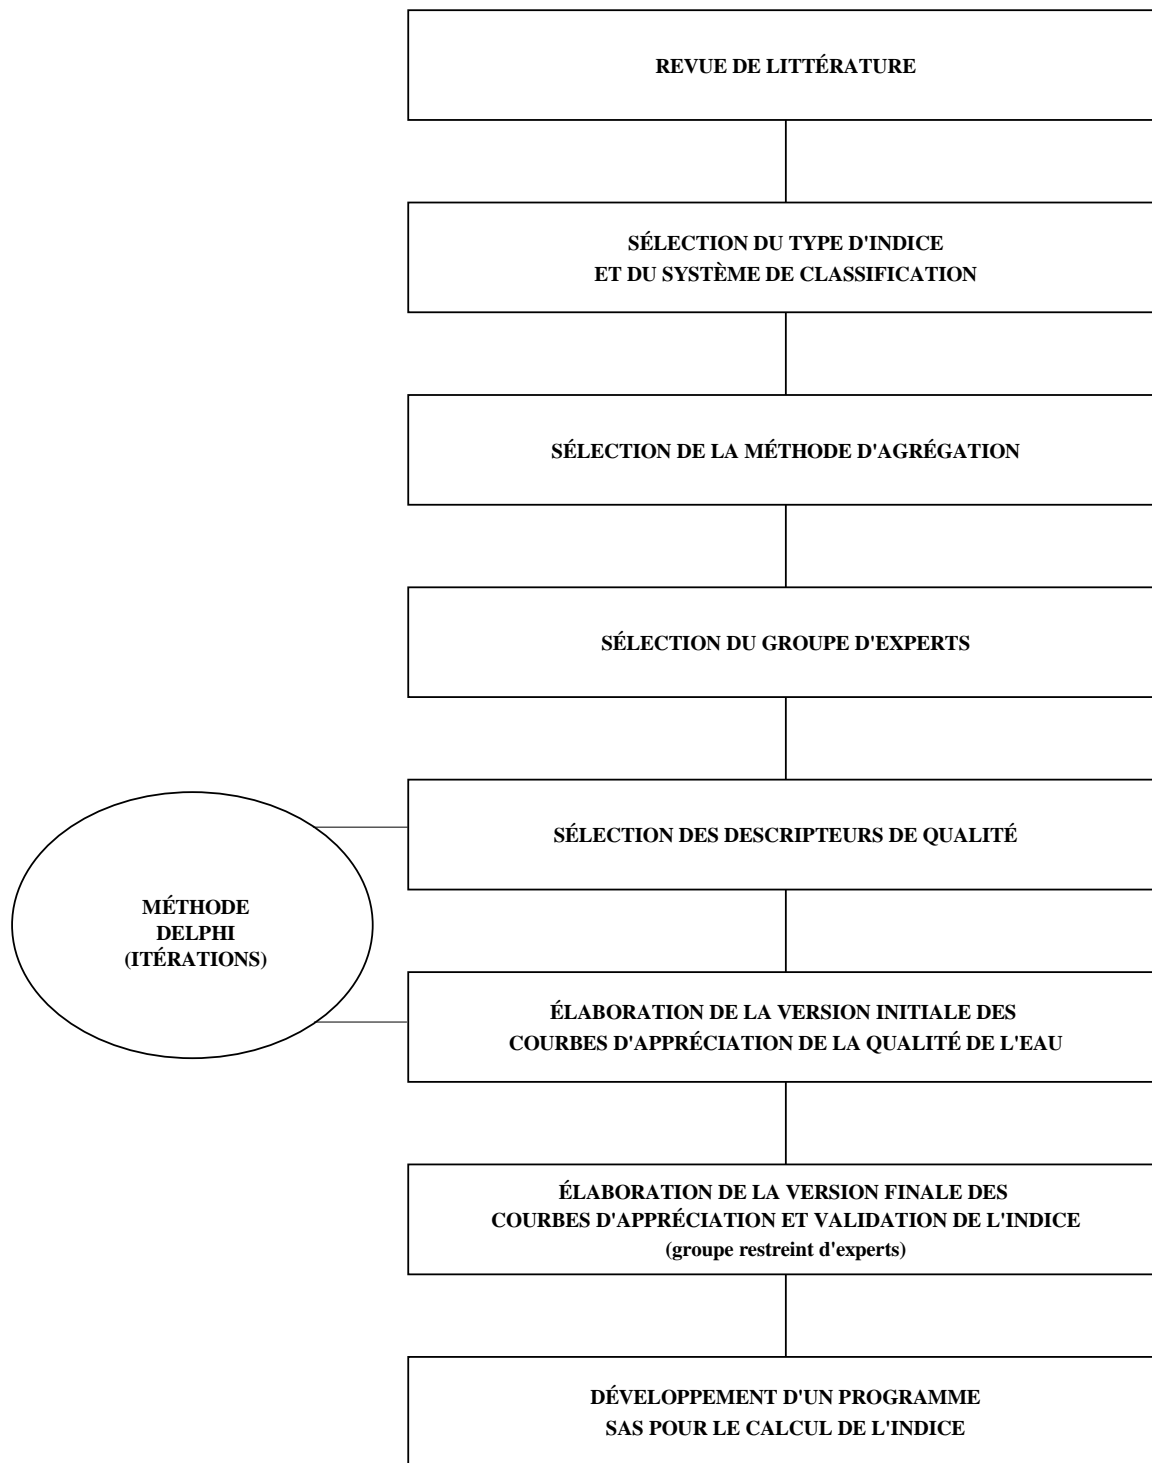 REVUE DE LITTÉRATURE
SÉLECTION DU TYPE D'INDICE
ET DU SYSTÈME DE CLASSIFICATION
SÉLECTION DE LA MÉTHODE D'AGRÉGATION
SÉLECTION DU GROUPE D'EXPERTS
SÉLECTION DES DESCRIPTEURS DE QUALITÉ
MÉTHODE
DELPHI
(ITÉRATIONS)
ÉLABORATION DE LA VERSION INITIALE DES
COURBES D'APPRÉCIATION DE LA QUALITÉ DE L'EAU
ÉLABORATION DE LA VERSION FINALE DES
COURBES D'APPRÉCIATION ET VALIDATION DE L'INDICE
(groupe restreint d'experts)
DÉVELOPPEMENT D'UN PROGRAMME
SAS POUR LE CALCUL DE L'INDICE